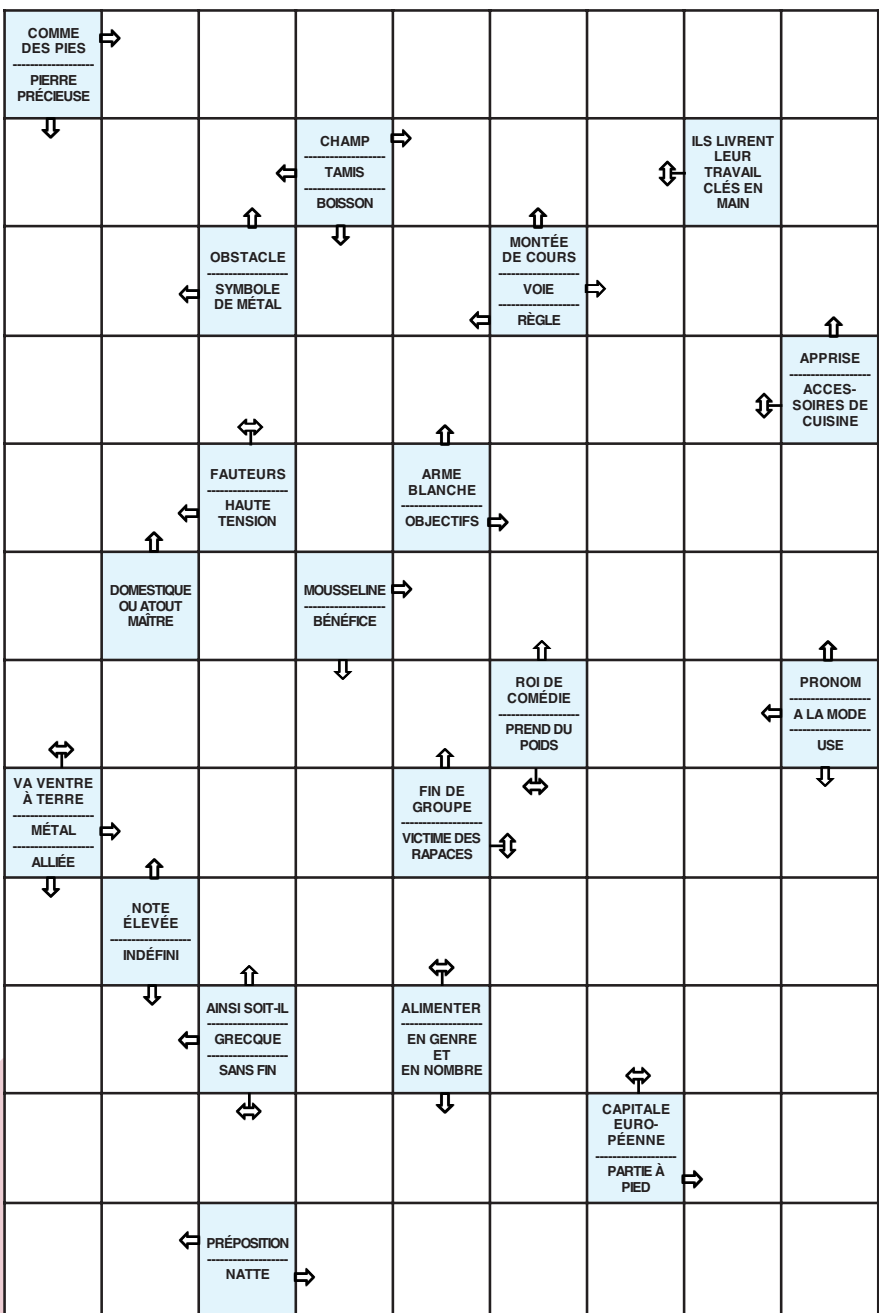 COMME
DES PIES
PIERRE
PRÉCIEUSE
CHAMP
TAMIS
BOISSON
ILS LIVRENT
LEUR
TRAVAIL
CLÉS EN
MAIN
OBSTACLE
SYMBOLE
DE MÉTAL
MONTÉE
DE COURS
VOIE
RÈGLE
APPRISE
ACCES-
SOIRES DE
CUISINE
FAUTEURS
HAUTE
TENSION
ARME
BLANCHE
OBJECTIFS
DOMESTIQUE
OU ATOUT
MAÎTRE
MOUSSELINE
BÉNÉFICE
ROI DE
COMÉDIE
PREND DU
POIDS
PRONOM
A LA MODE
USE
VA VENTRE
À TERRE
MÉTAL
ALLIÉE
FIN DE
GROUPE
VICTIME DES
RAPACES
NOTE
ÉLEVÉE
INDÉFINI
AINSI SOIT-IL
GRECQUE
SANS FIN
ALIMENTER
EN GENRE
ET
EN NOMBRE
CAPITALE
EURO-
PÉENNE
PARTIE À
PIED
PRÉPOSITION
NATTE